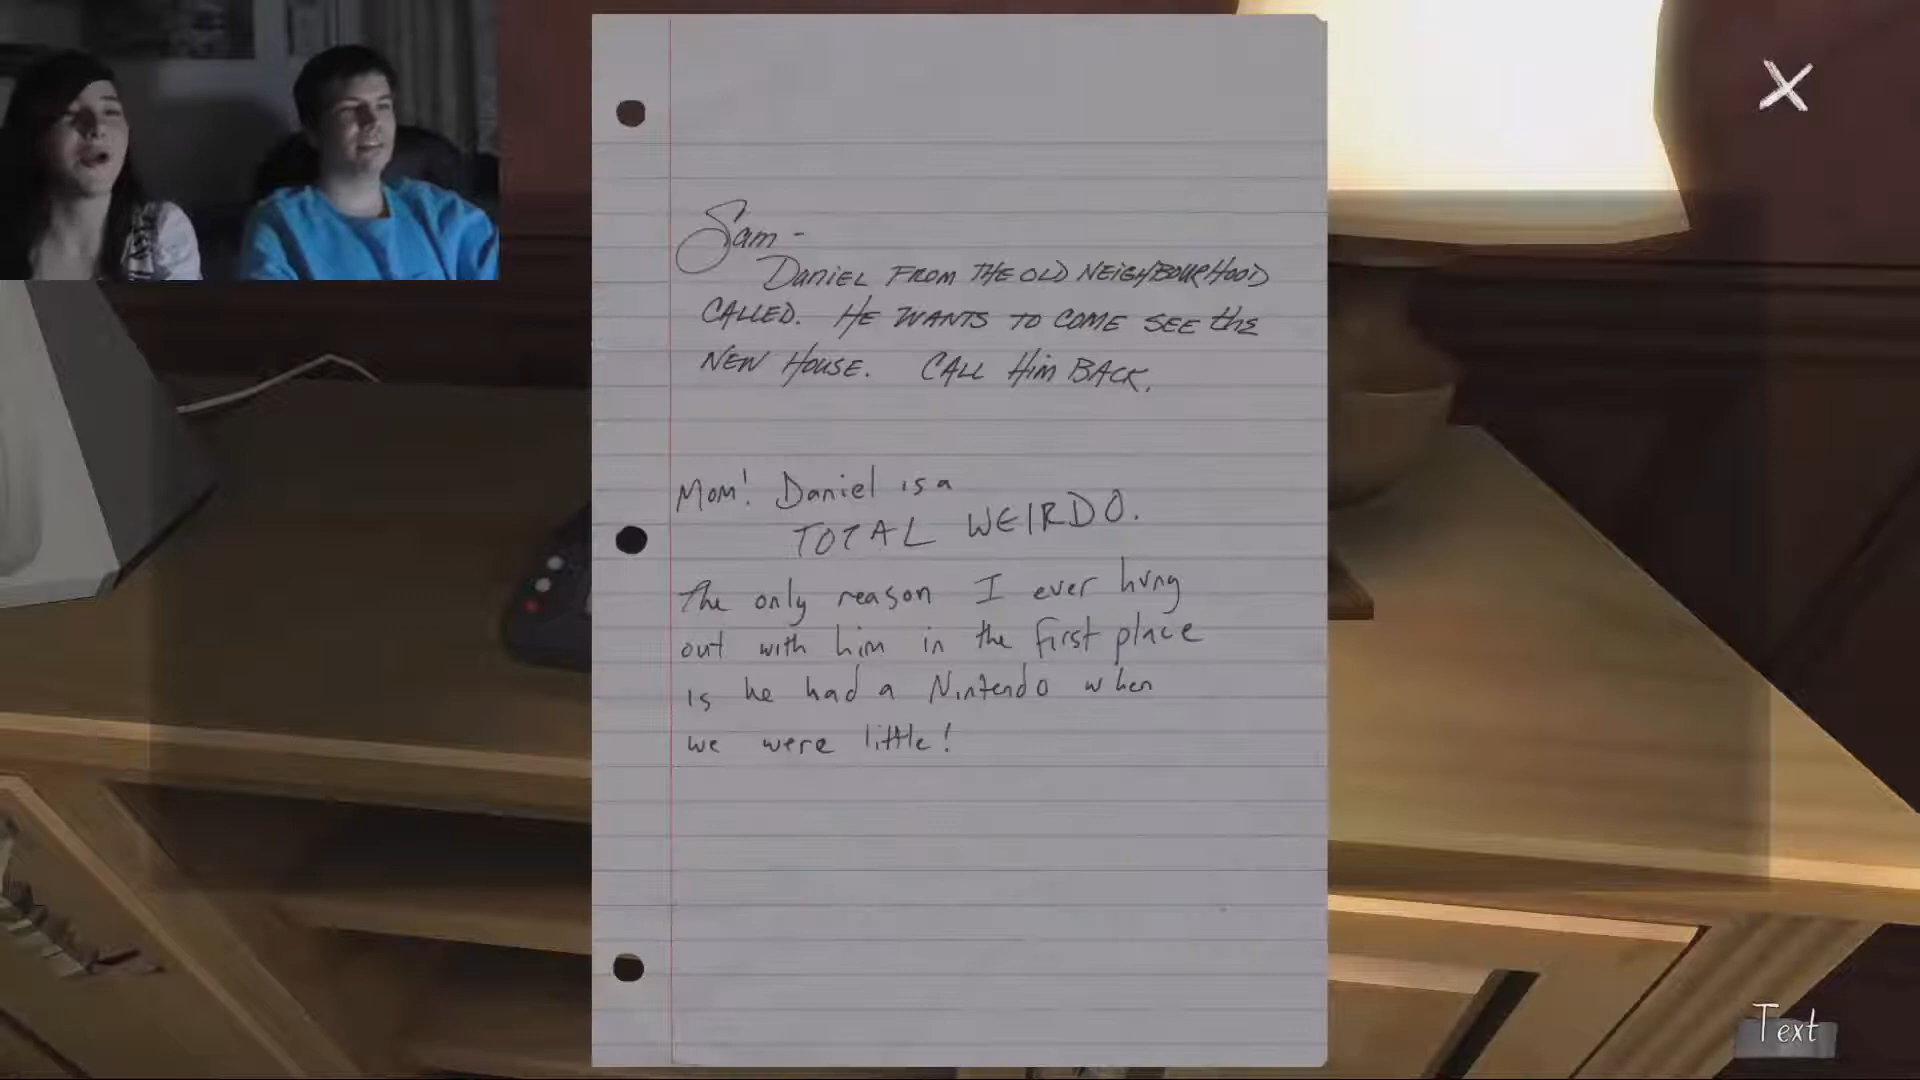 Sam -
DANIEL FROM THE OLD NEIGHBOURHOOD
CALLED. HE WANTS TO COME SEE the
NEW HOUSE. CALL HIM BACK.
Mom! Daniel is a
TOTAL WEIRDO.
the only reason I ever hung
out with him in the first place
is he had a Nintendo when
we were little!
Text